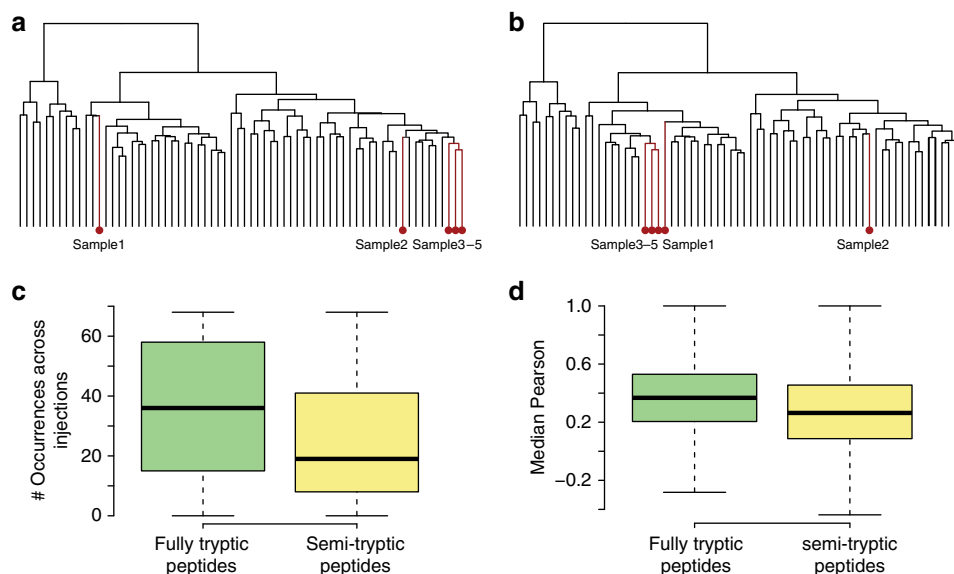 a
b
Sample1
Sample2
Sample3–5
Sample3–5
Sample1
Sample2
c
# Occurrences across
injections
60
40
20
0
Fully tryptic
peptides
Semi-tryptic
peptides
d
Median Pearson
1.0
0.6
0.2
−0.2
Fully tryptic
peptides
semi-tryptic
peptides